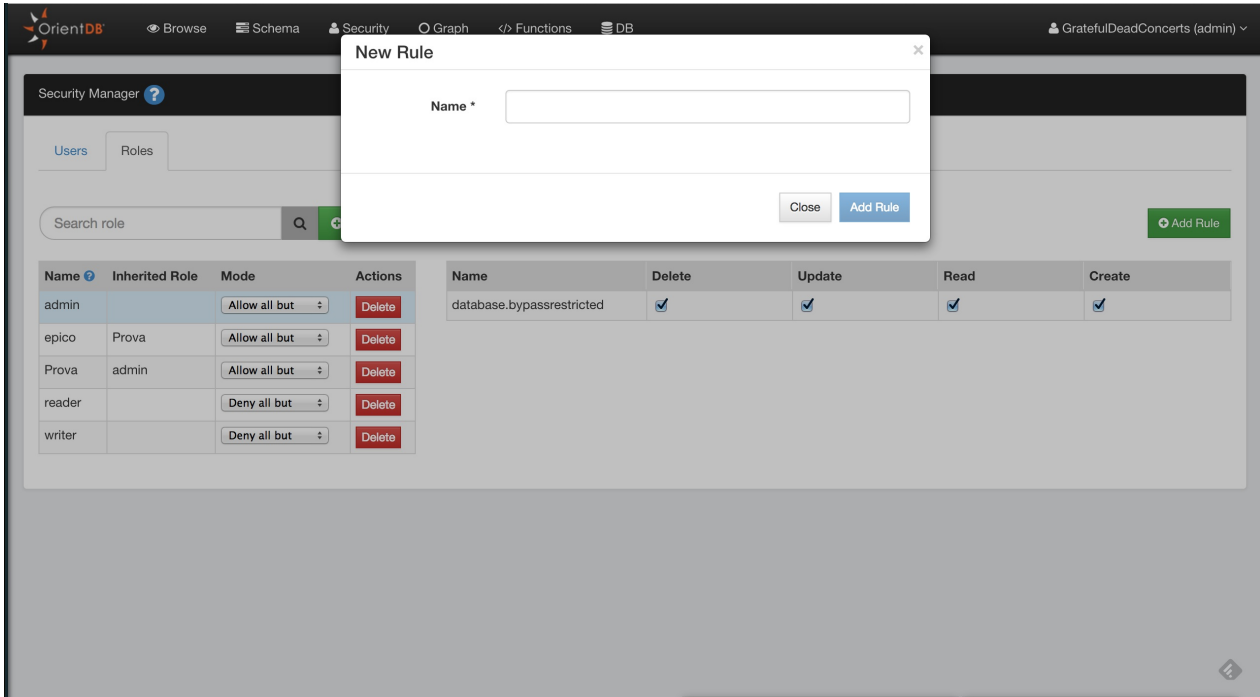 OrientDB Browse Schema Security Graph Functions DB GratefulDeadConcerts (admin)
New Rule ×
Security Manager ?
Name *
Users Roles
Close Add Rule
Search role Add Rule
Name ? Inherited Role Mode Actions Name Delete Update Read Create
admin Allow all but Delete database.bypassrestricted
epico Prova Allow all but Delete
Prova admin Allow all but Delete
reader Deny all but Delete
writer Deny all but Delete